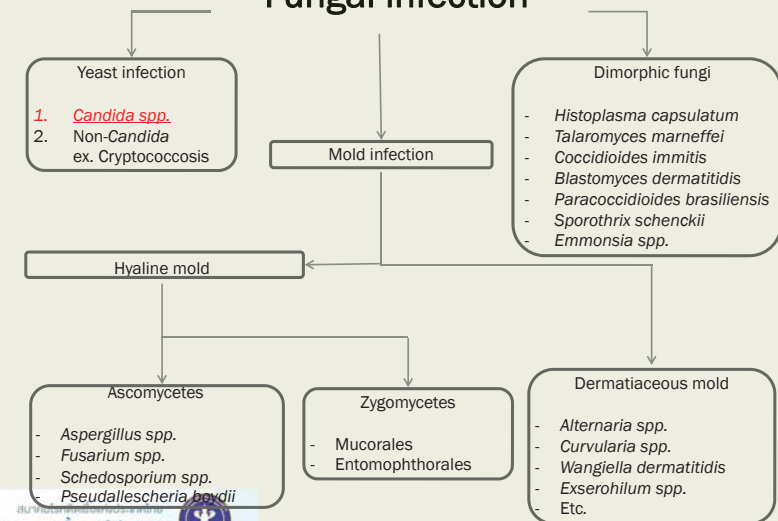 Fungal infection
Yeast infection
1. Candida spp.
2. Non-Candida
ex. Cryptococcosis
Mold infection
Dimorphic fungi
- Histoplasma capsulatum
- Talaromyces marneffei
- Coccidioides immitis
- Blastomyces dermatitidis
- Paracoccidioides brasiliensis
- Sporothrix schenckii
- Emmonsia spp.
Hyaline mold
Ascomycetes
- Aspergillus spp.
- Fusarium spp.
- Schedosporium spp.
- Pseudallescheria boydii
Zygomycetes
- Mucorales
- Entomophthorales
Dermatiaceous mold
- Alternaria spp.
- Curvularia spp.
- Wangiella dermatitidis
- Exserohilum spp.
- Etc.